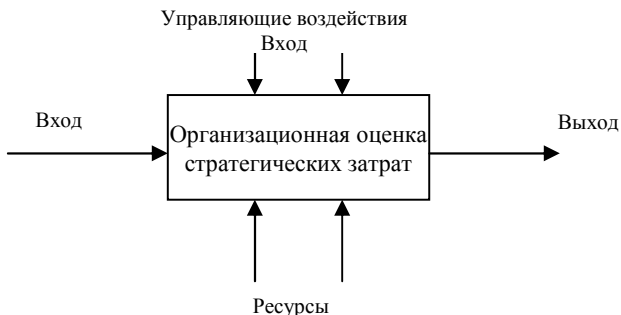 Управляющие воздействия
Вход
Вход
Выход
Организационная оценка
стратегических затрат
Ресурсы